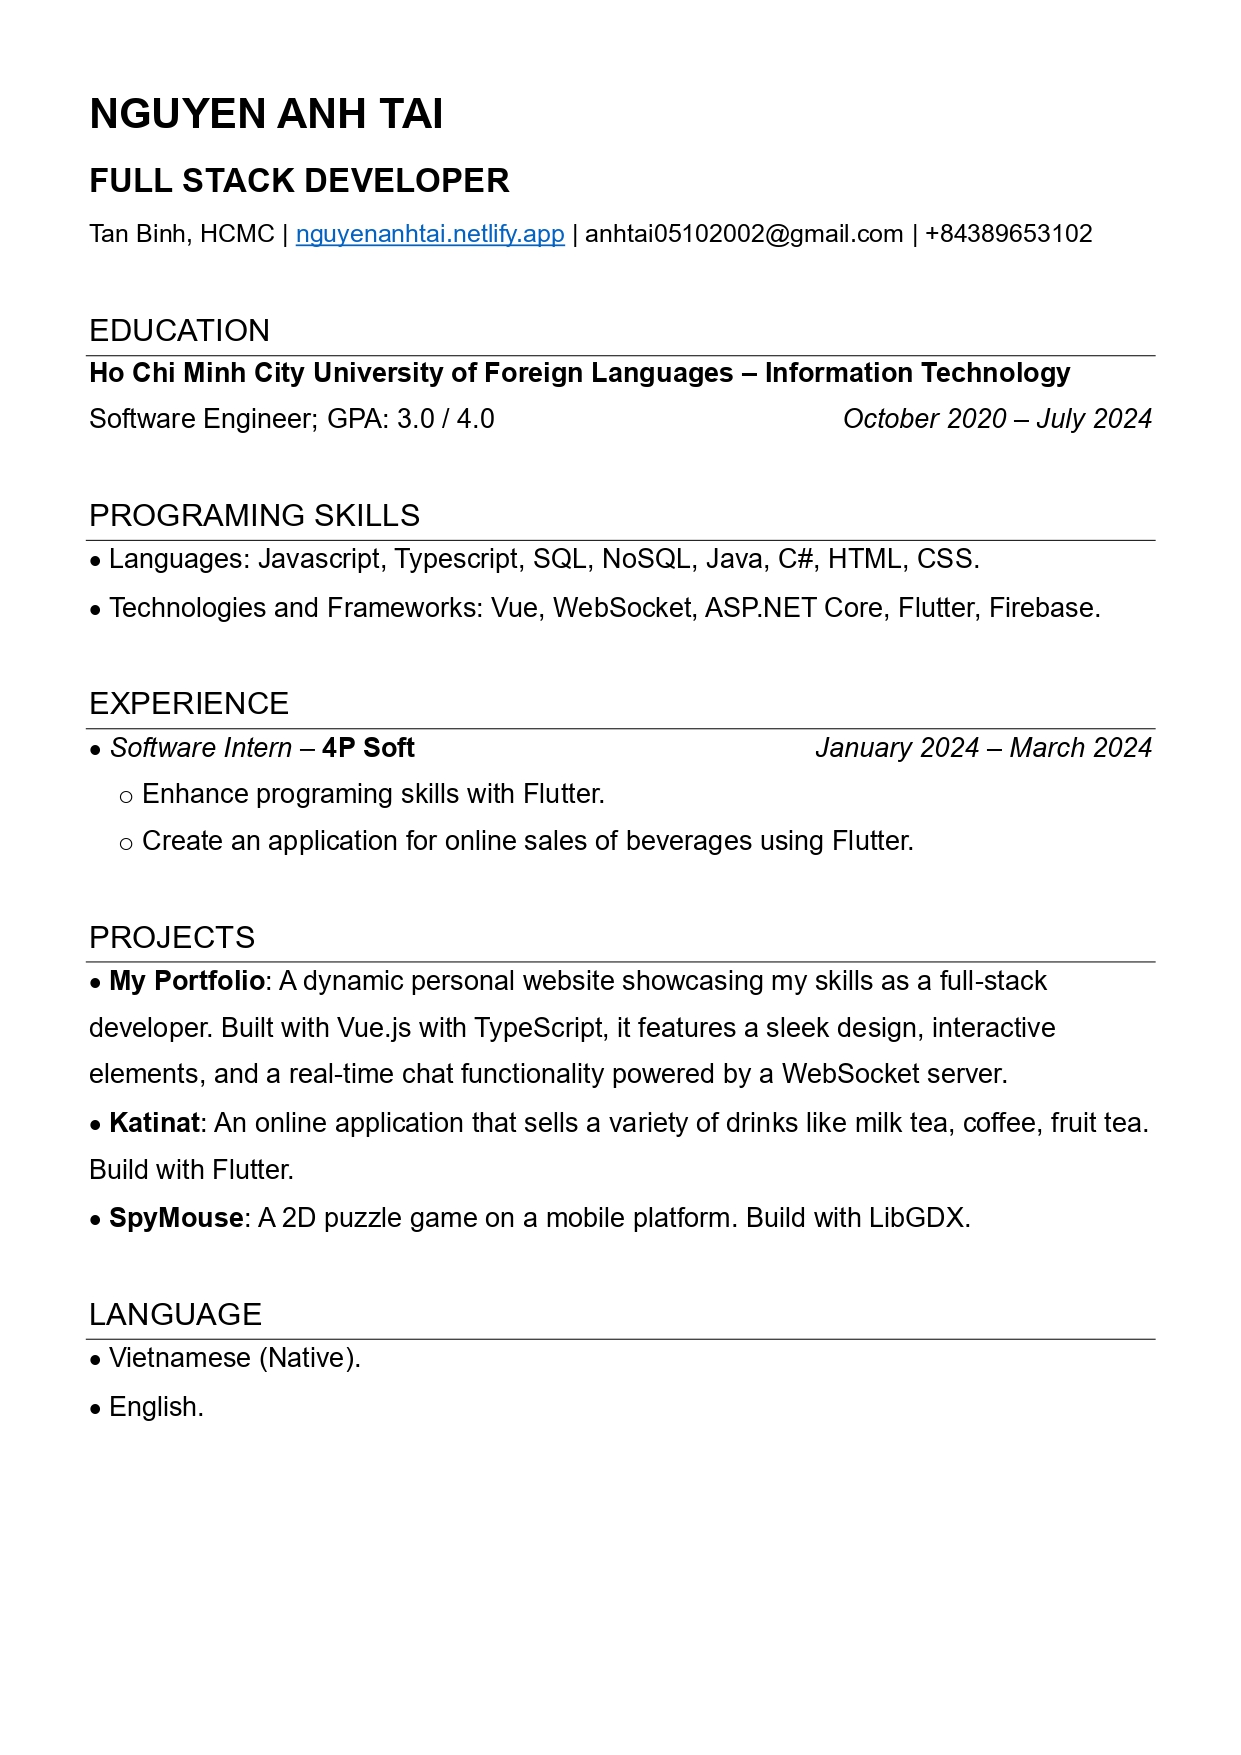 NGUYEN ANH TAI
FULL STACK DEVELOPER
Tan Binh, HCMC | nguyenanhtai.netlify.app | anhtai05102002@gmail.com | +84389653102
EDUCATION
Ho Chi Minh City University of Foreign Languages – Information Technology
Software Engineer; GPA: 3.0 / 4.0 October 2020 – July 2024
PROGRAMING SKILLS
• Languages: Javascript, Typescript, SQL, NoSQL, Java, C#, HTML, CSS.
• Technologies and Frameworks: Vue, WebSocket, ASP.NET Core, Flutter, Firebase.
EXPERIENCE
• Software Intern – 4P Soft January 2024 – March 2024
○ Enhance programing skills with Flutter.
○ Create an application for online sales of beverages using Flutter.
PROJECTS
• My Portfolio: A dynamic personal website showcasing my skills as a full-stack
developer. Built with Vue.js with TypeScript, it features a sleek design, interactive
elements, and a real-time chat functionality powered by a WebSocket server.
• Katinat: An online application that sells a variety of drinks like milk tea, coffee, fruit tea.
Build with Flutter.
• SpyMouse: A 2D puzzle game on a mobile platform. Build with LibGDX.
LANGUAGE
• Vietnamese (Native).
• English.